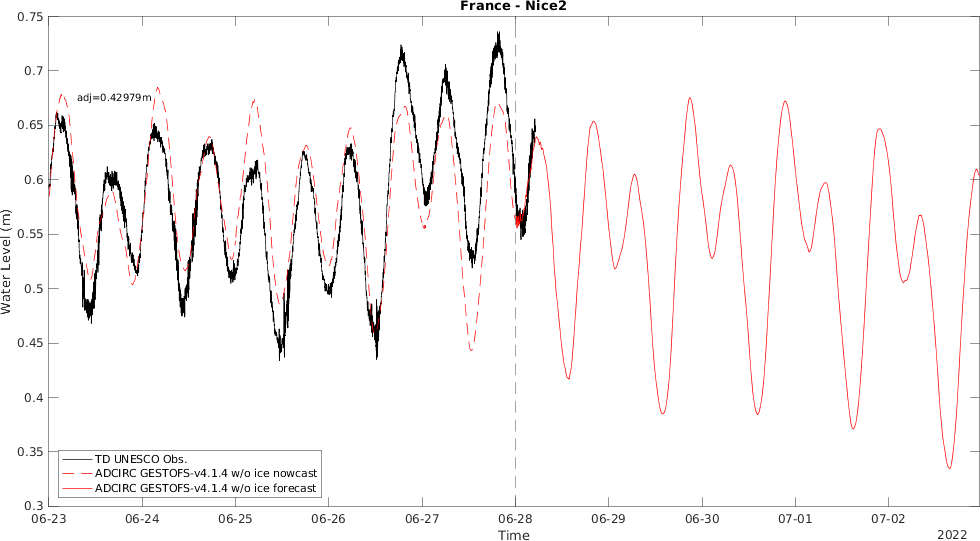 France - Nice2
0.75
0.7
0.65
0.6
0.55
0.5
0.45
0.4
0.35
0.3
Water Level (m)
adj=0.42979m
TD UNESCO Obs.
ADCIRC GESTOFS-v4.1.4 w/o ice nowcast
ADCIRC GESTOFS-v4.1.4 w/o ice forecast
06-23 06-24 06-25 06-26 06-27 06-28 06-29 06-30 07-01 07-02
Time
2022